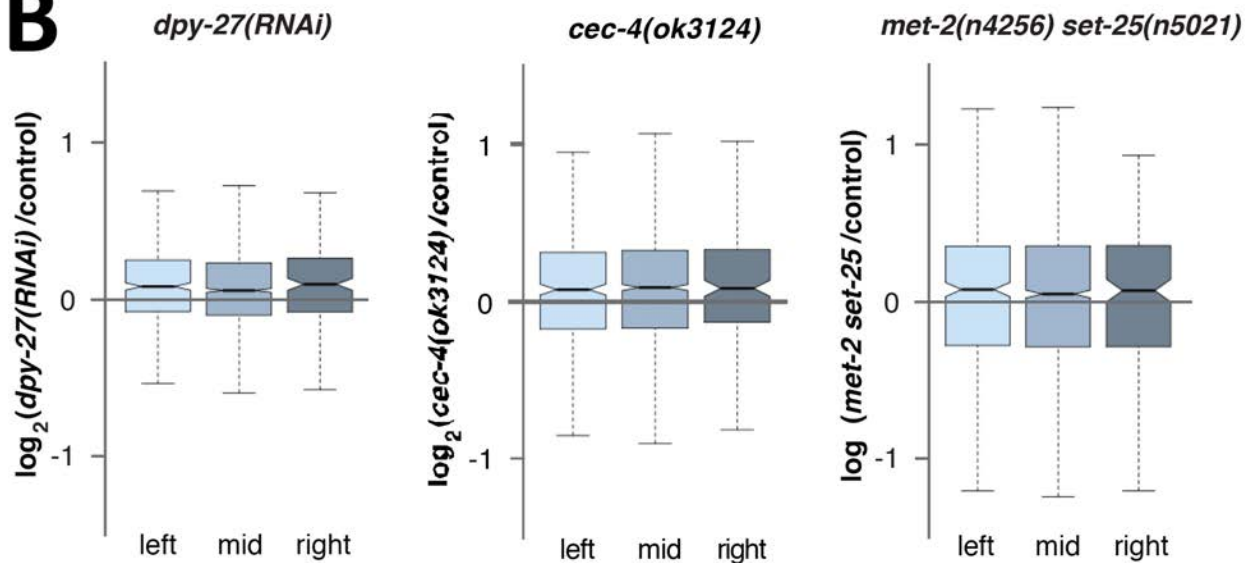 B
dpy-27(RNAi)
log2(dpy-27(RNAi)/control)
1
0
-1
left mid right
cec-4(ok3124)
log2(cec-4(ok3124)/control)
1
0
-1
left mid right
met-2(n4256) set-25(n5021)
log (met-2 set-25/control)
1
0
-1
left mid right